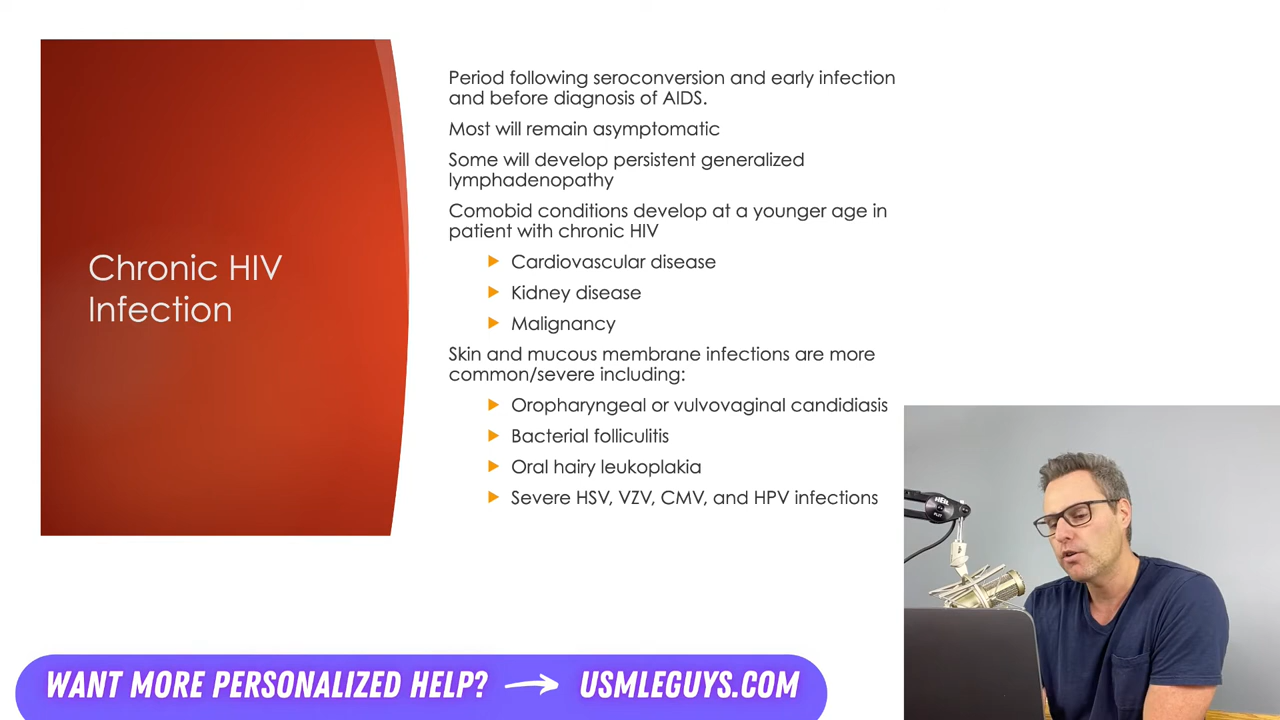 Chronic HIV
Infection
Period following seroconversion and early infection
and before diagnosis of AIDS.
Most will remain asymptomatic
Some will develop persistent generalized
lymphadenopathy
Comobid conditions develop at a younger age in
patient with chronic HIV
Cardiovascular disease
Kidney disease
Malignancy
Skin and mucous membrane infections are more
common/severe including:
Oropharyngeal or vulvovaginal candidiasis
Bacterial folliculitis
Oral hairy leukoplakia
Severe HSV, VZV, CMV, and HPV infections
WANT MORE PERSONALIZED HELP? → USMLEGUYS.COM